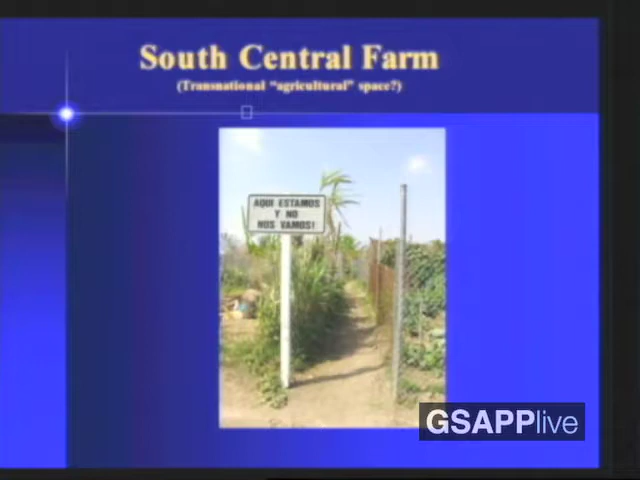 South Central Farm
(Transnational "agricultural" space?)
AQUI ESTAMOS
Y NO
NOS VAMOS!
GSAPPlive